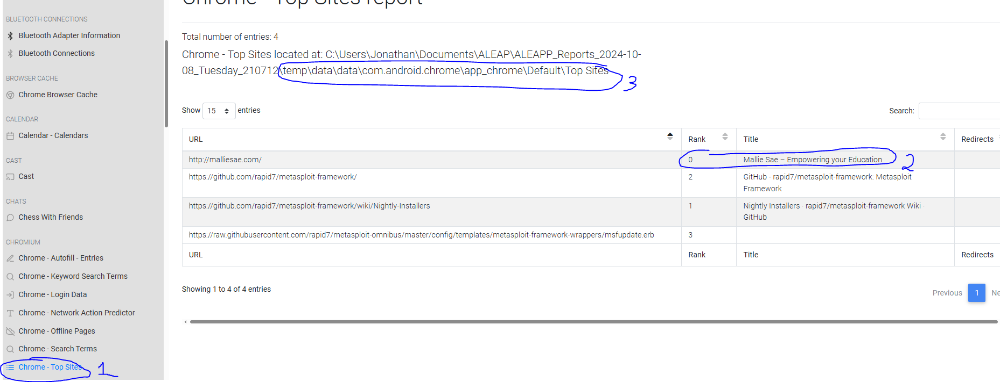 Chrome - Top Sites report
BLUETOOTH CONNECTIONS
Bluetooth Adapter Information
Bluetooth Connections
BROWSER CACHE
Chrome Browser Cache
CALENDAR
Calendar - Calendars
CAST
Cast
CHATS
Chess With Friends
CHROMIUM
Chrome - Autofill - Entries
Chrome - Keyword Search Terms
Chrome - Login Data
Chrome - Network Action Predictor
Chrome - Offline Pages
Chrome - Search Terms
Chrome - Top Sites 1
Total number of entries: 4
Chrome - Top Sites located at: C:\Users\Jonathan\Documents\ALEAP\ALEAPP_Reports_2024-10-
08_Tuesday_210712\temp\data\data\com.android.chrome\app_chrome\Default\Top Sites
3
Show 15 entries Search:
URL Rank Title Redirects
http://malliesae.com/ 0 Mallie Sae – Empowering your Education 2
https://github.com/rapid7/metasploit-framework/ 2 GitHub - rapid7/metasploit-framework: Metasploit
Framework
https://github.com/rapid7/metasploit-framework/wiki/Nightly-Installers 1 Nightly Installers · rapid7/metasploit-framework Wiki ·
GitHub
https://raw.githubusercontent.com/rapid7/metasploit-omnibus/master/config/templates/metasploit-framework-wrappers/msfupdate.erb 3
URL Rank Title Redirects
Showing 1 to 4 of 4 entries
Previous 1 Ne